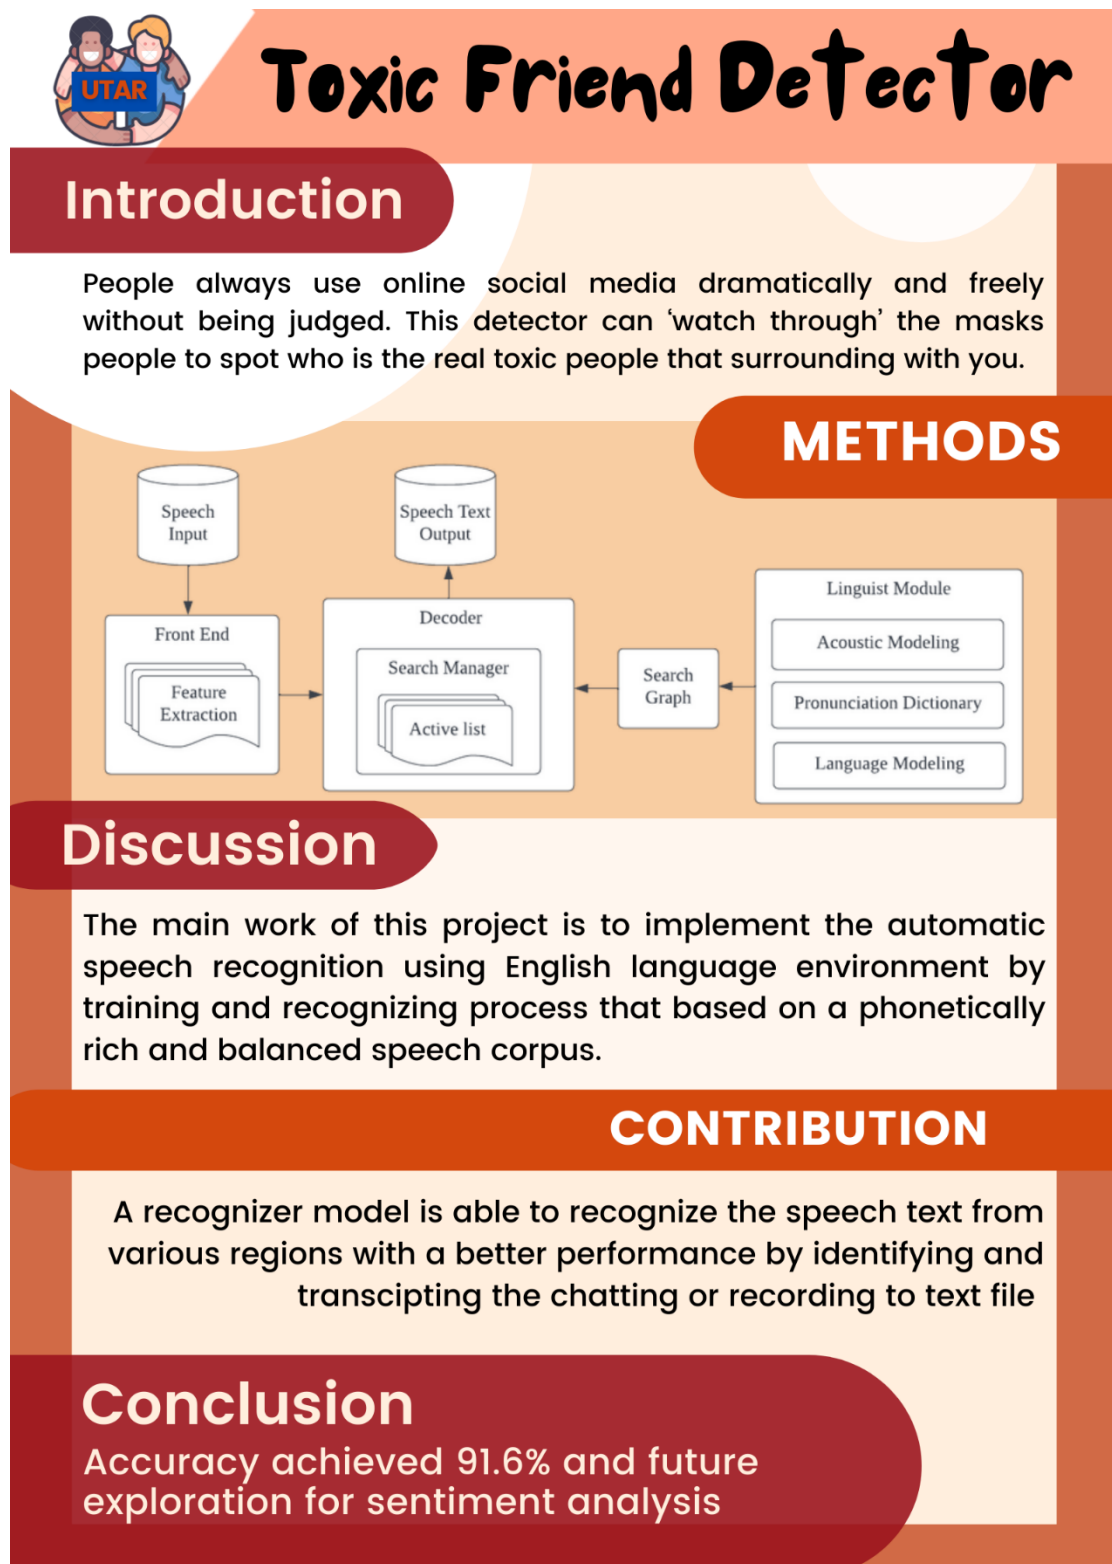 UTAR
Toxic Friend Detector
Introduction
People always use online social media dramatically and freely
without being judged. This detector can ‘watch through’ the masks
people to spot who is the real toxic people that surrounding with you.
METHODS
Speech
Input
Speech Text
Output
Front End
Feature
Extraction
Decoder
Search Manager
Active list
Search
Graph
Linguist Module
Acoustic Modeling
Pronunciation Dictionary
Language Modeling
Discussion
The main work of this project is to implement the automatic
speech recognition using English language environment by
training and recognizing process that based on a phonetically
rich and balanced speech corpus.
CONTRIBUTION
A recognizer model is able to recognize the speech text from
various regions with a better performance by identifying and
transcipting the chatting or recording to text file
Conclusion
Accuracy achieved 91.6% and future
exploration for sentiment analysis